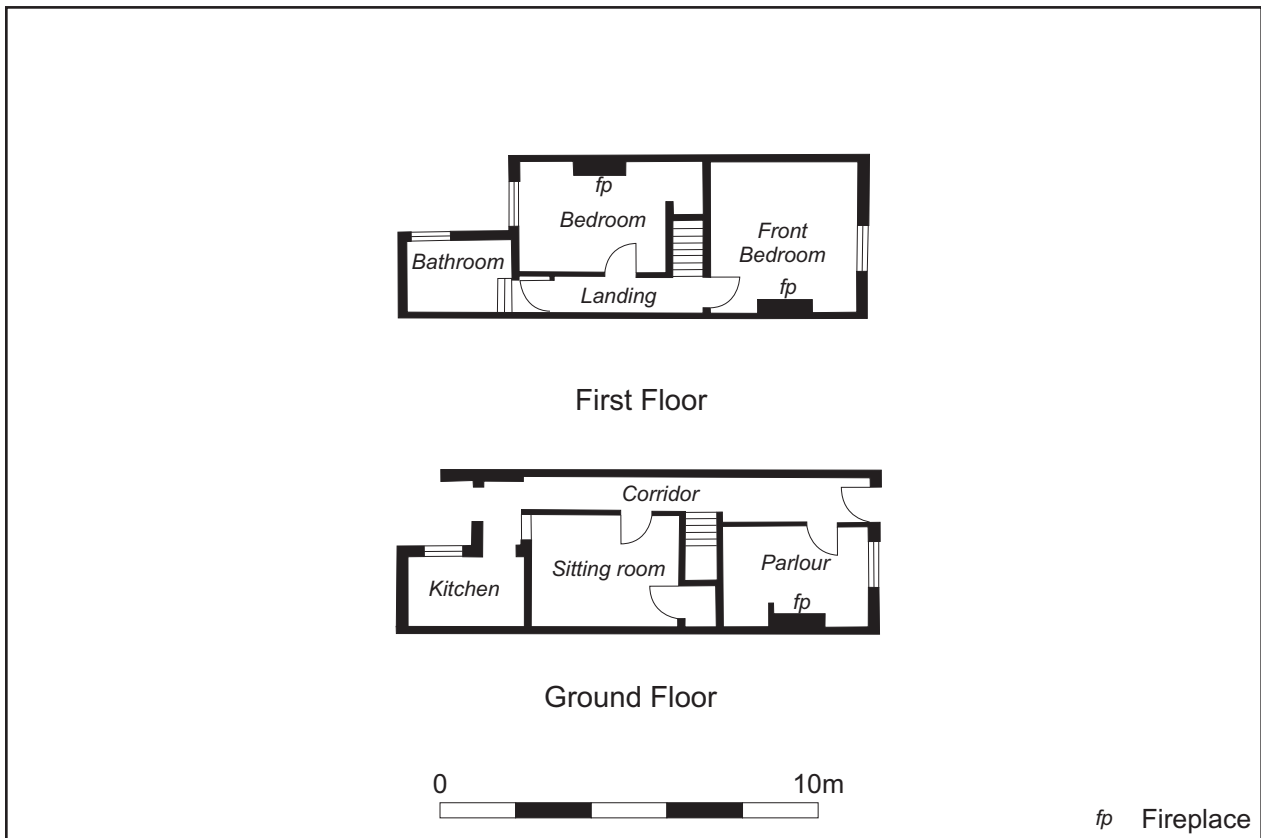 fp
Bedroom
Front
Bedroom
Bathroom
fp
Landing
First Floor
Corridor
Sitting room
Parlour
Kitchen
fp
Ground Floor
0 10m
fp Fireplace